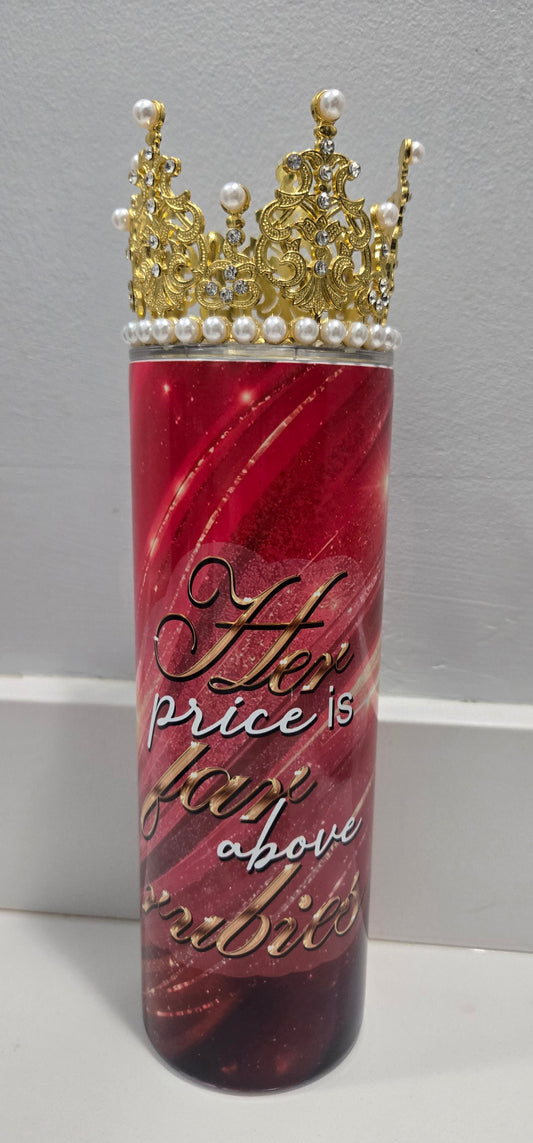 Her
price is
far
above
rubies